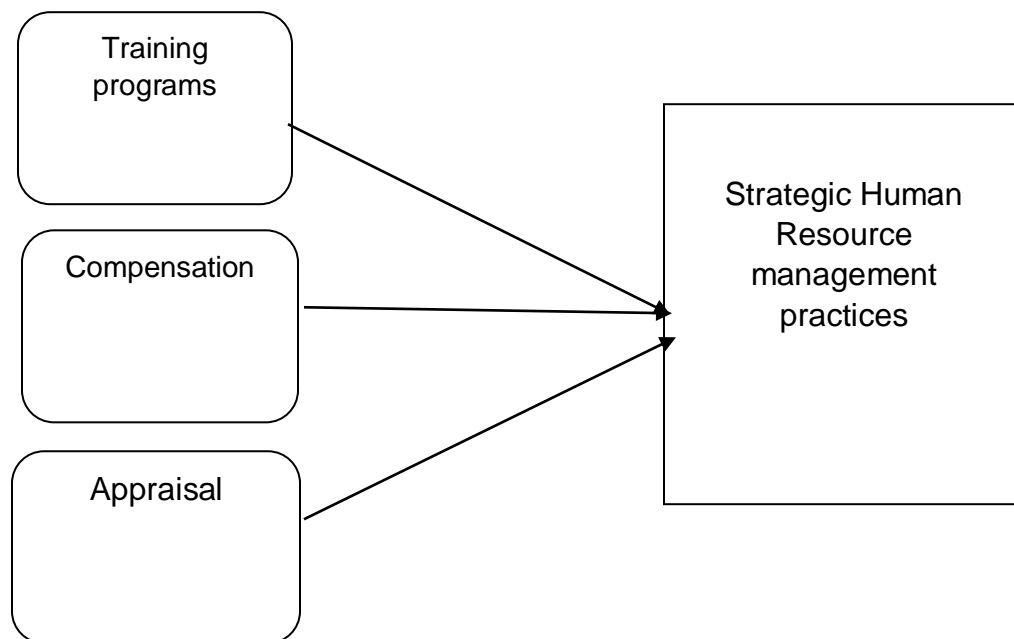 Training
programs
Compensation
Appraisal
Strategic Human
Resource
management
practices